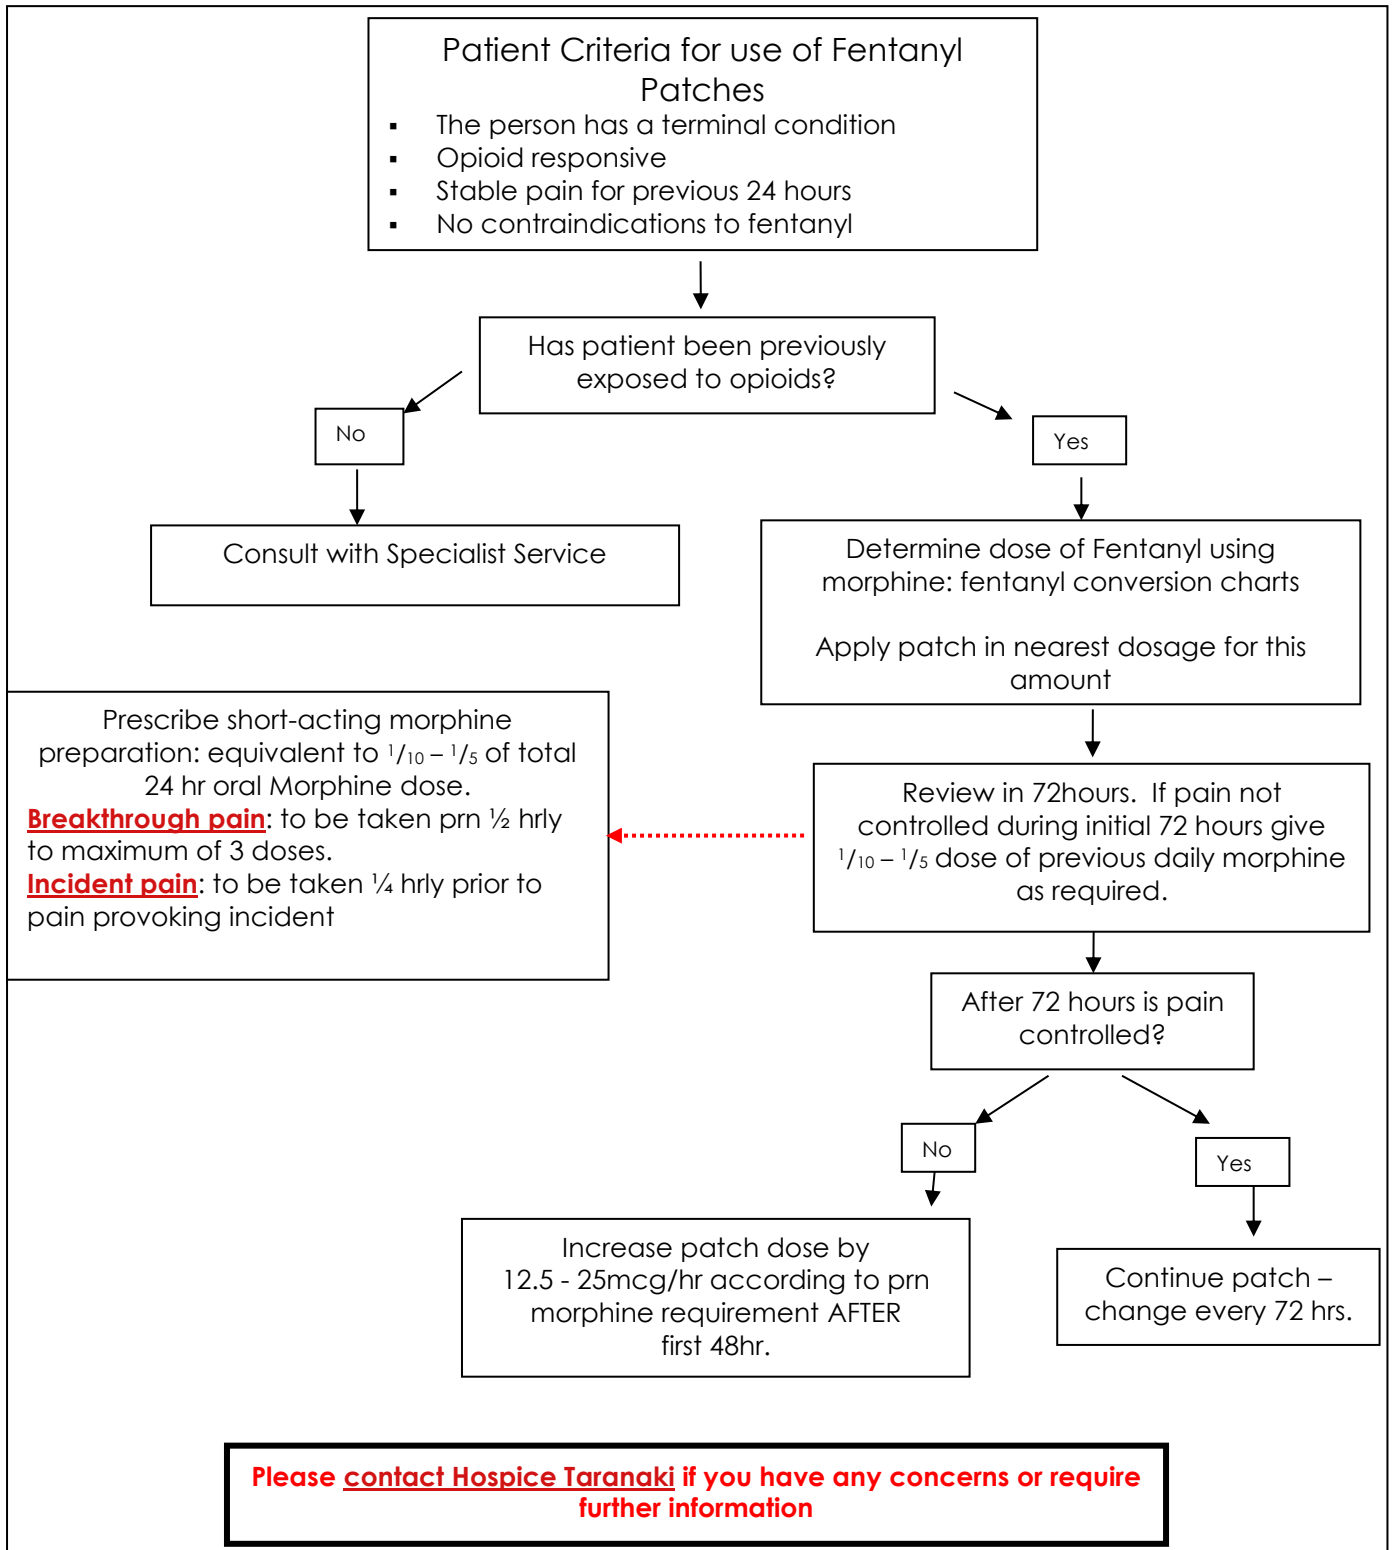 Patient Criteria for use of Fentanyl
Patches
▪ The person has a terminal condition
▪ Opioid responsive
▪ Stable pain for previous 24 hours
▪ No contraindications to fentanyl
Has patient been previously
exposed to opioids?
No
Yes
Consult with Specialist Service
Determine dose of Fentanyl using
morphine: fentanyl conversion charts
Apply patch in nearest dosage for this
amount
Prescribe short-acting morphine
preparation: equivalent to 1/10 – 1/5 of total
24 hr oral Morphine dose.
Breakthrough pain: to be taken prn ½ hrly
to maximum of 3 doses.
Incident pain: to be taken ¼ hrly prior to
pain provoking incident
Review in 72hours. If pain not
controlled during initial 72 hours give
1/10 – 1/5 dose of previous daily morphine
as required.
After 72 hours is pain
controlled?
No
Yes
Increase patch dose by
12.5 - 25mcg/hr according to prn
morphine requirement AFTER
first 48hr.
Continue patch –
change every 72 hrs.
Please contact Hospice Taranaki if you have any concerns or require
further information